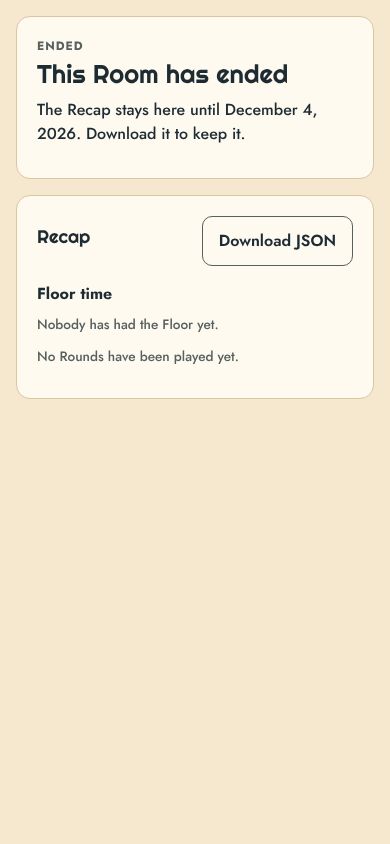 ENDED
This Room has ended
The Recap stays here until December 4,
2026. Download it to keep it.
Recap
Download JSON
Floor time
Nobody has had the Floor yet.
No Rounds have been played yet.